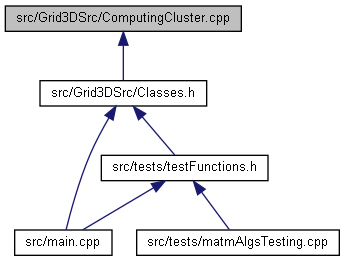 src/Grid3DSrc/ComputingCluster.cpp
src/Grid3DSrc/Classes.h
src/tests/testFunctions.h
src/main.cpp
src/tests/matmAlgsTesting.cpp